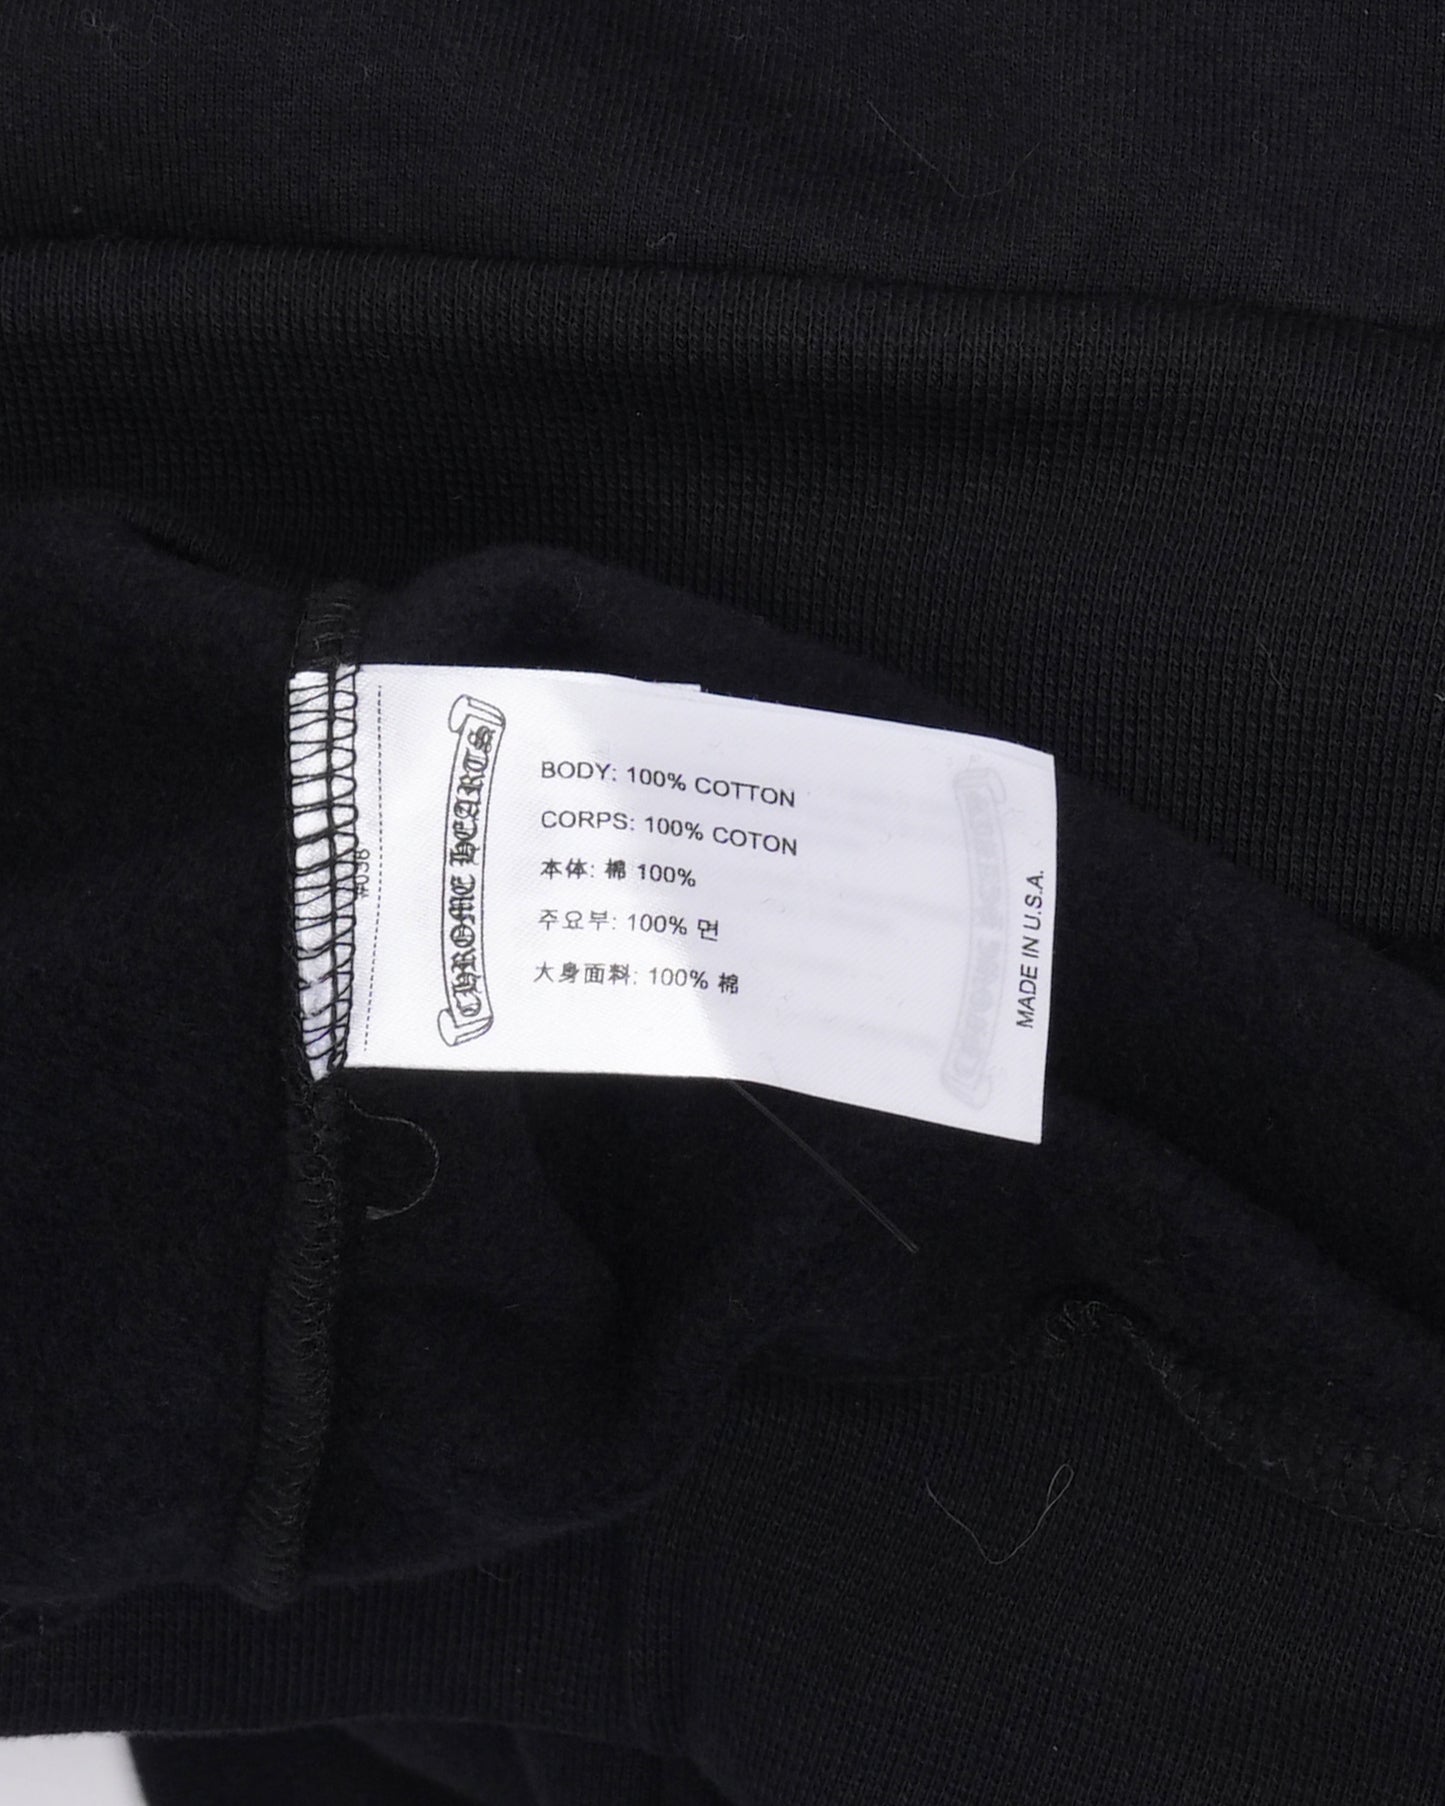 CHROME HEARTS
BODY: 100% COTTON
CORPS: 100% COTON
本体: 棉 100%
주요부: 100% 면
大身面料: 100% 棉
MADE IN U.S.A.